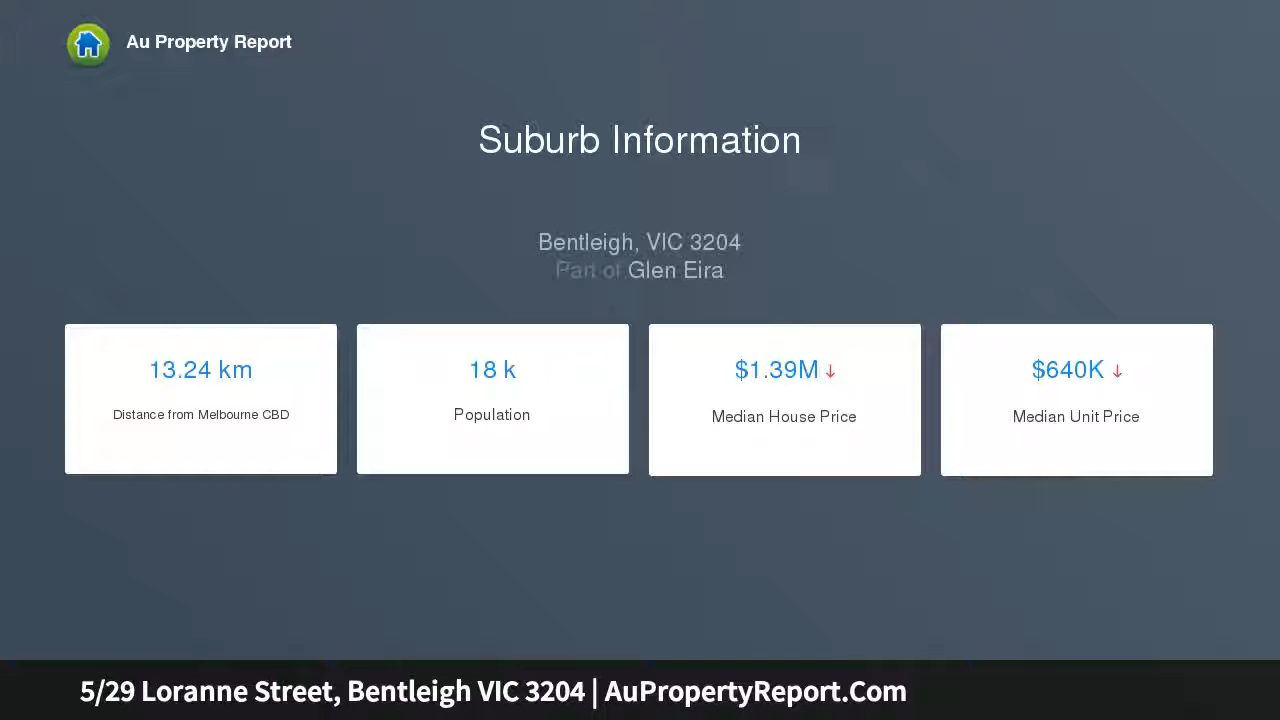 Au Property Report
Suburb Information
Bentleigh, VIC 3204
Part of Glen Eira
13.24 km
Distance from Melbourne CBD
18 k
Population
$1.39M ↓
Median House Price
$640K ↓
Median Unit Price
5/29 Loranne Street, Bentleigh VIC 3204 | AuPropertyReport.Com